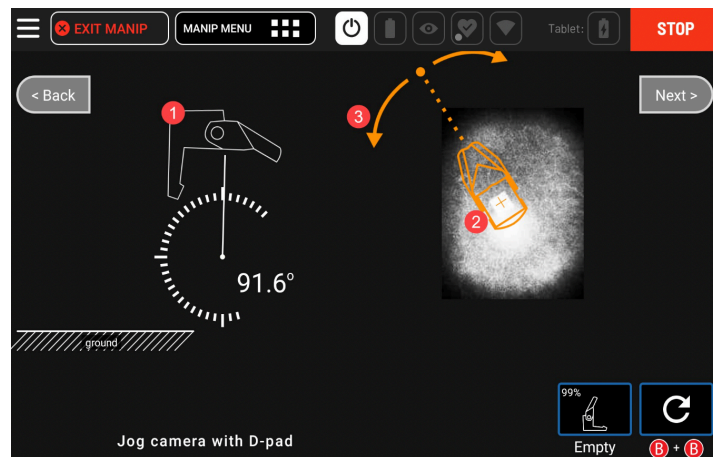 EXIT MANIP
MANIP MENU
Tablet:
STOP
< Back
Next >
1
3
2
91.6°
ground
99%
Empty
B + B
Jog camera with D-pad